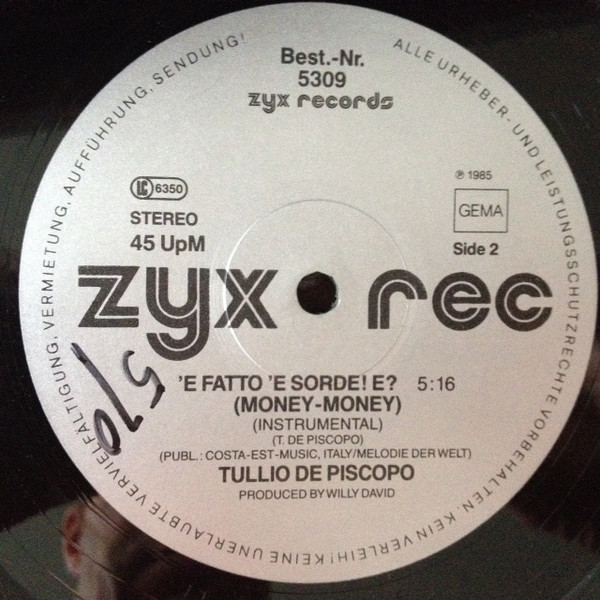 ALLE URHEBER- UND LEISTUNGSSCHUTZRECHTE VORBEHALTEN. KEIN VERLEIH! KEINE UNERLAUBTE VERVIELFÄLTIGUNG, VERMIETUNG, AUFFÜHRUNG, SENDUNG!
Best.-Nr.
5309
zyx records
LC 6350
℗ 1985
STEREO
GEMA
45 UpM
Side 2
zyx rec
570
'E FATTO 'E SORDE! E? 5:16
(MONEY-MONEY)
(INSTRUMENTAL)
(T. DE PISCOPO)
(PUBL.: COSTA-EST-MUSIC, ITALY/MELODIE DER WELT)
TULLIO DE PISCOPO
PRODUCED BY WILLY DAVID